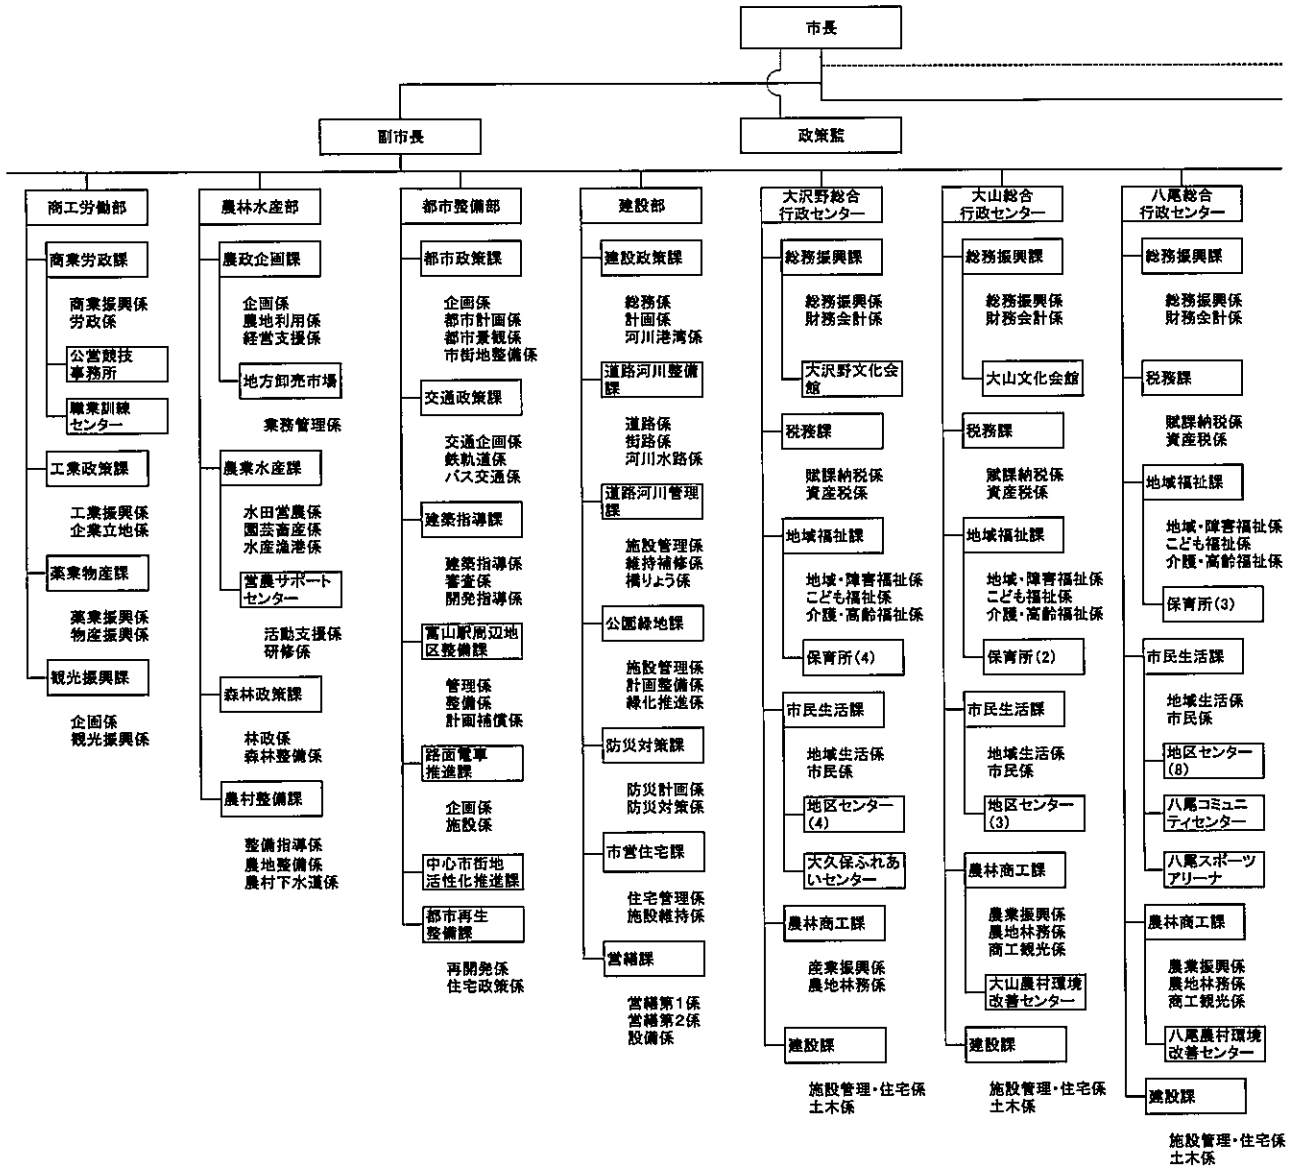 市長
副市長
政策監
商工労働部
商業労政課
商業振興係
労政係
公営競技
事務所
職業訓練
センター
工業政策課
工業振興係
企業立地係
薬業物産課
薬業振興係
物産振興係
観光振興課
企画係
観光振興係
農林水産部
農政企画課
企画係
農地利用係
経営支援係
地方卸売市場
業務管理係
農業水産課
水田営農係
園芸畜産係
水産漁港係
営農サポート
センター
活動支援係
研修係
森林政策課
林政係
森林整備係
農村整備課
整備指導係
農地整備係
農村下水道係
都市整備部
都市政策課
企画係
都市計画係
都市景観係
市街地整備係
交通政策課
交通企画係
鉄軌道係
バス交通係
建築指導課
建築指導係
審査係
開発指導係
富山駅周辺地
区整備課
管理係
整備係
計画補償係
路面電車
推進課
企画係
施設係
中心市街地
活性化推進課
都市再生
整備課
再開発係
住宅政策係
建設部
建設政策課
総務係
計画係
河川港湾係
道路河川整備
課
道路係
街路係
河川水路係
道路河川管理
課
施設管理係
維持補修係
橋りょう係
公園緑地課
施設管理係
計画整備係
緑化推進係
防災対策課
防災計画係
防災対策係
市営住宅課
住宅管理係
施設維持係
営繕課
営繕第1係
営繕第2係
設備係
大沢野総合
行政センター
総務振興課
総務振興係
財務会計係
大沢野文化会
館
税務課
賦課納税係
資産税係
地域福祉課
地域・障害福祉係
こども福祉係
介護・高齢福祉係
保育所(4)
市民生活課
地域生活係
市民係
地区センター
(4)
大久保ふれあ
いセンター
農林商工課
産業振興係
農地林務係
建設課
施設管理・住宅係
土木係
大山総合
行政センター
総務振興課
総務振興係
財務会計係
大山文化会館
税務課
賦課納税係
資産税係
地域福祉課
地域・障害福祉係
こども福祉係
介護・高齢福祉係
保育所(2)
市民生活課
地域生活係
市民係
地区センター
(3)
農林商工課
農業振興係
農地林務係
商工観光係
大山農村環境
改善センター
建設課
施設管理・住宅係
土木係
八尾総合
行政センター
総務振興課
総務振興係
財務会計係
税務課
賦課納税係
資産税係
地域福祉課
地域・障害福祉係
こども福祉係
介護・高齢福祉係
保育所(3)
市民生活課
地域生活係
市民係
地区センター
(8)
八尾コミュニ
ティセンター
八尾スポーツ
アリーナ
農林商工課
農業振興係
農地林務係
商工観光係
八尾農村環境
改善センター
建設課
施設管理・住宅係
土木係